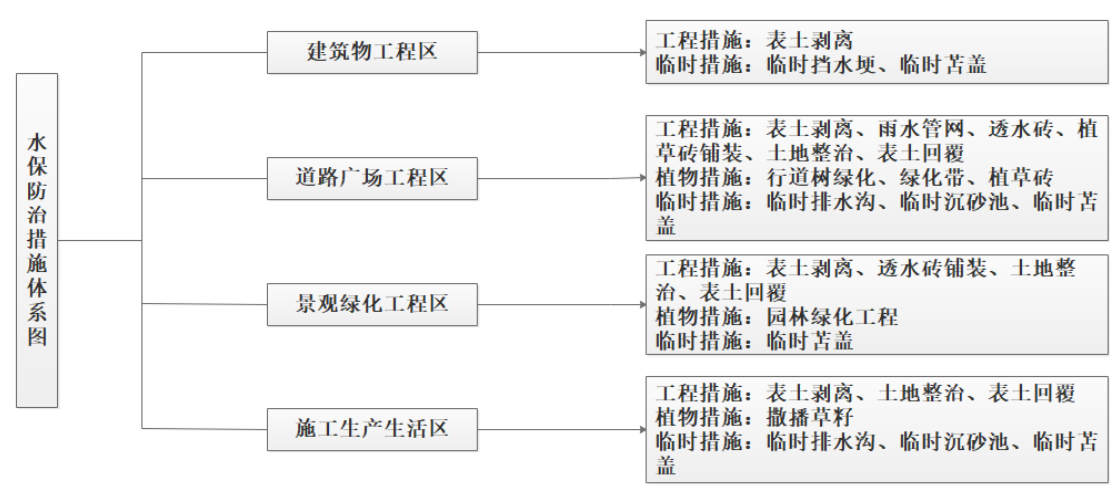 水保防治措施体系图
建筑物工程区
工程措施：表土剥离
临时措施：临时挡水埂、临时苫盖
道路广场工程区
工程措施：表土剥离、雨水管网、透水砖、植
草砖铺装、土地整治、表土回覆
植物措施：行道树绿化、绿化带、植草砖
临时措施：临时排水沟、临时沉砂池、临时苫
盖
景观绿化工程区
工程措施：表土剥离、透水砖铺装、土地整
治、表土回覆
植物措施：园林绿化工程
临时措施：临时苫盖
施工生产生活区
工程措施：表土剥离、土地整治、表土回覆
植物措施：撒播草籽
临时措施：临时排水沟、临时沉砂池、临时苫
盖